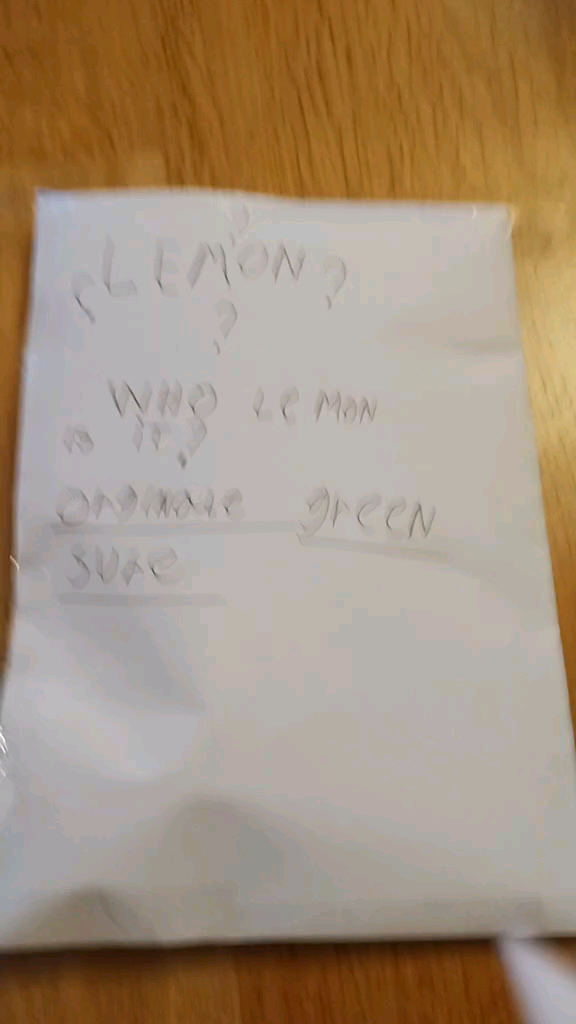 ?
¿LEMON?
?
WHO LEMON
is it?
green